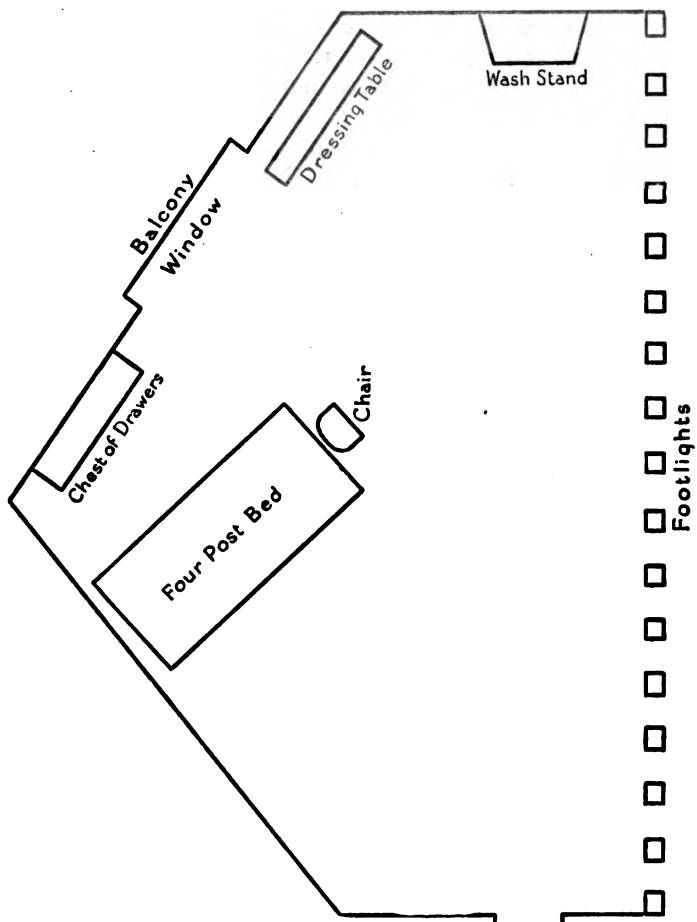 Wash Stand
Dressing Table
Balcony
Window
Chest of Drawers
Chair
Four Post Bed
Footlights